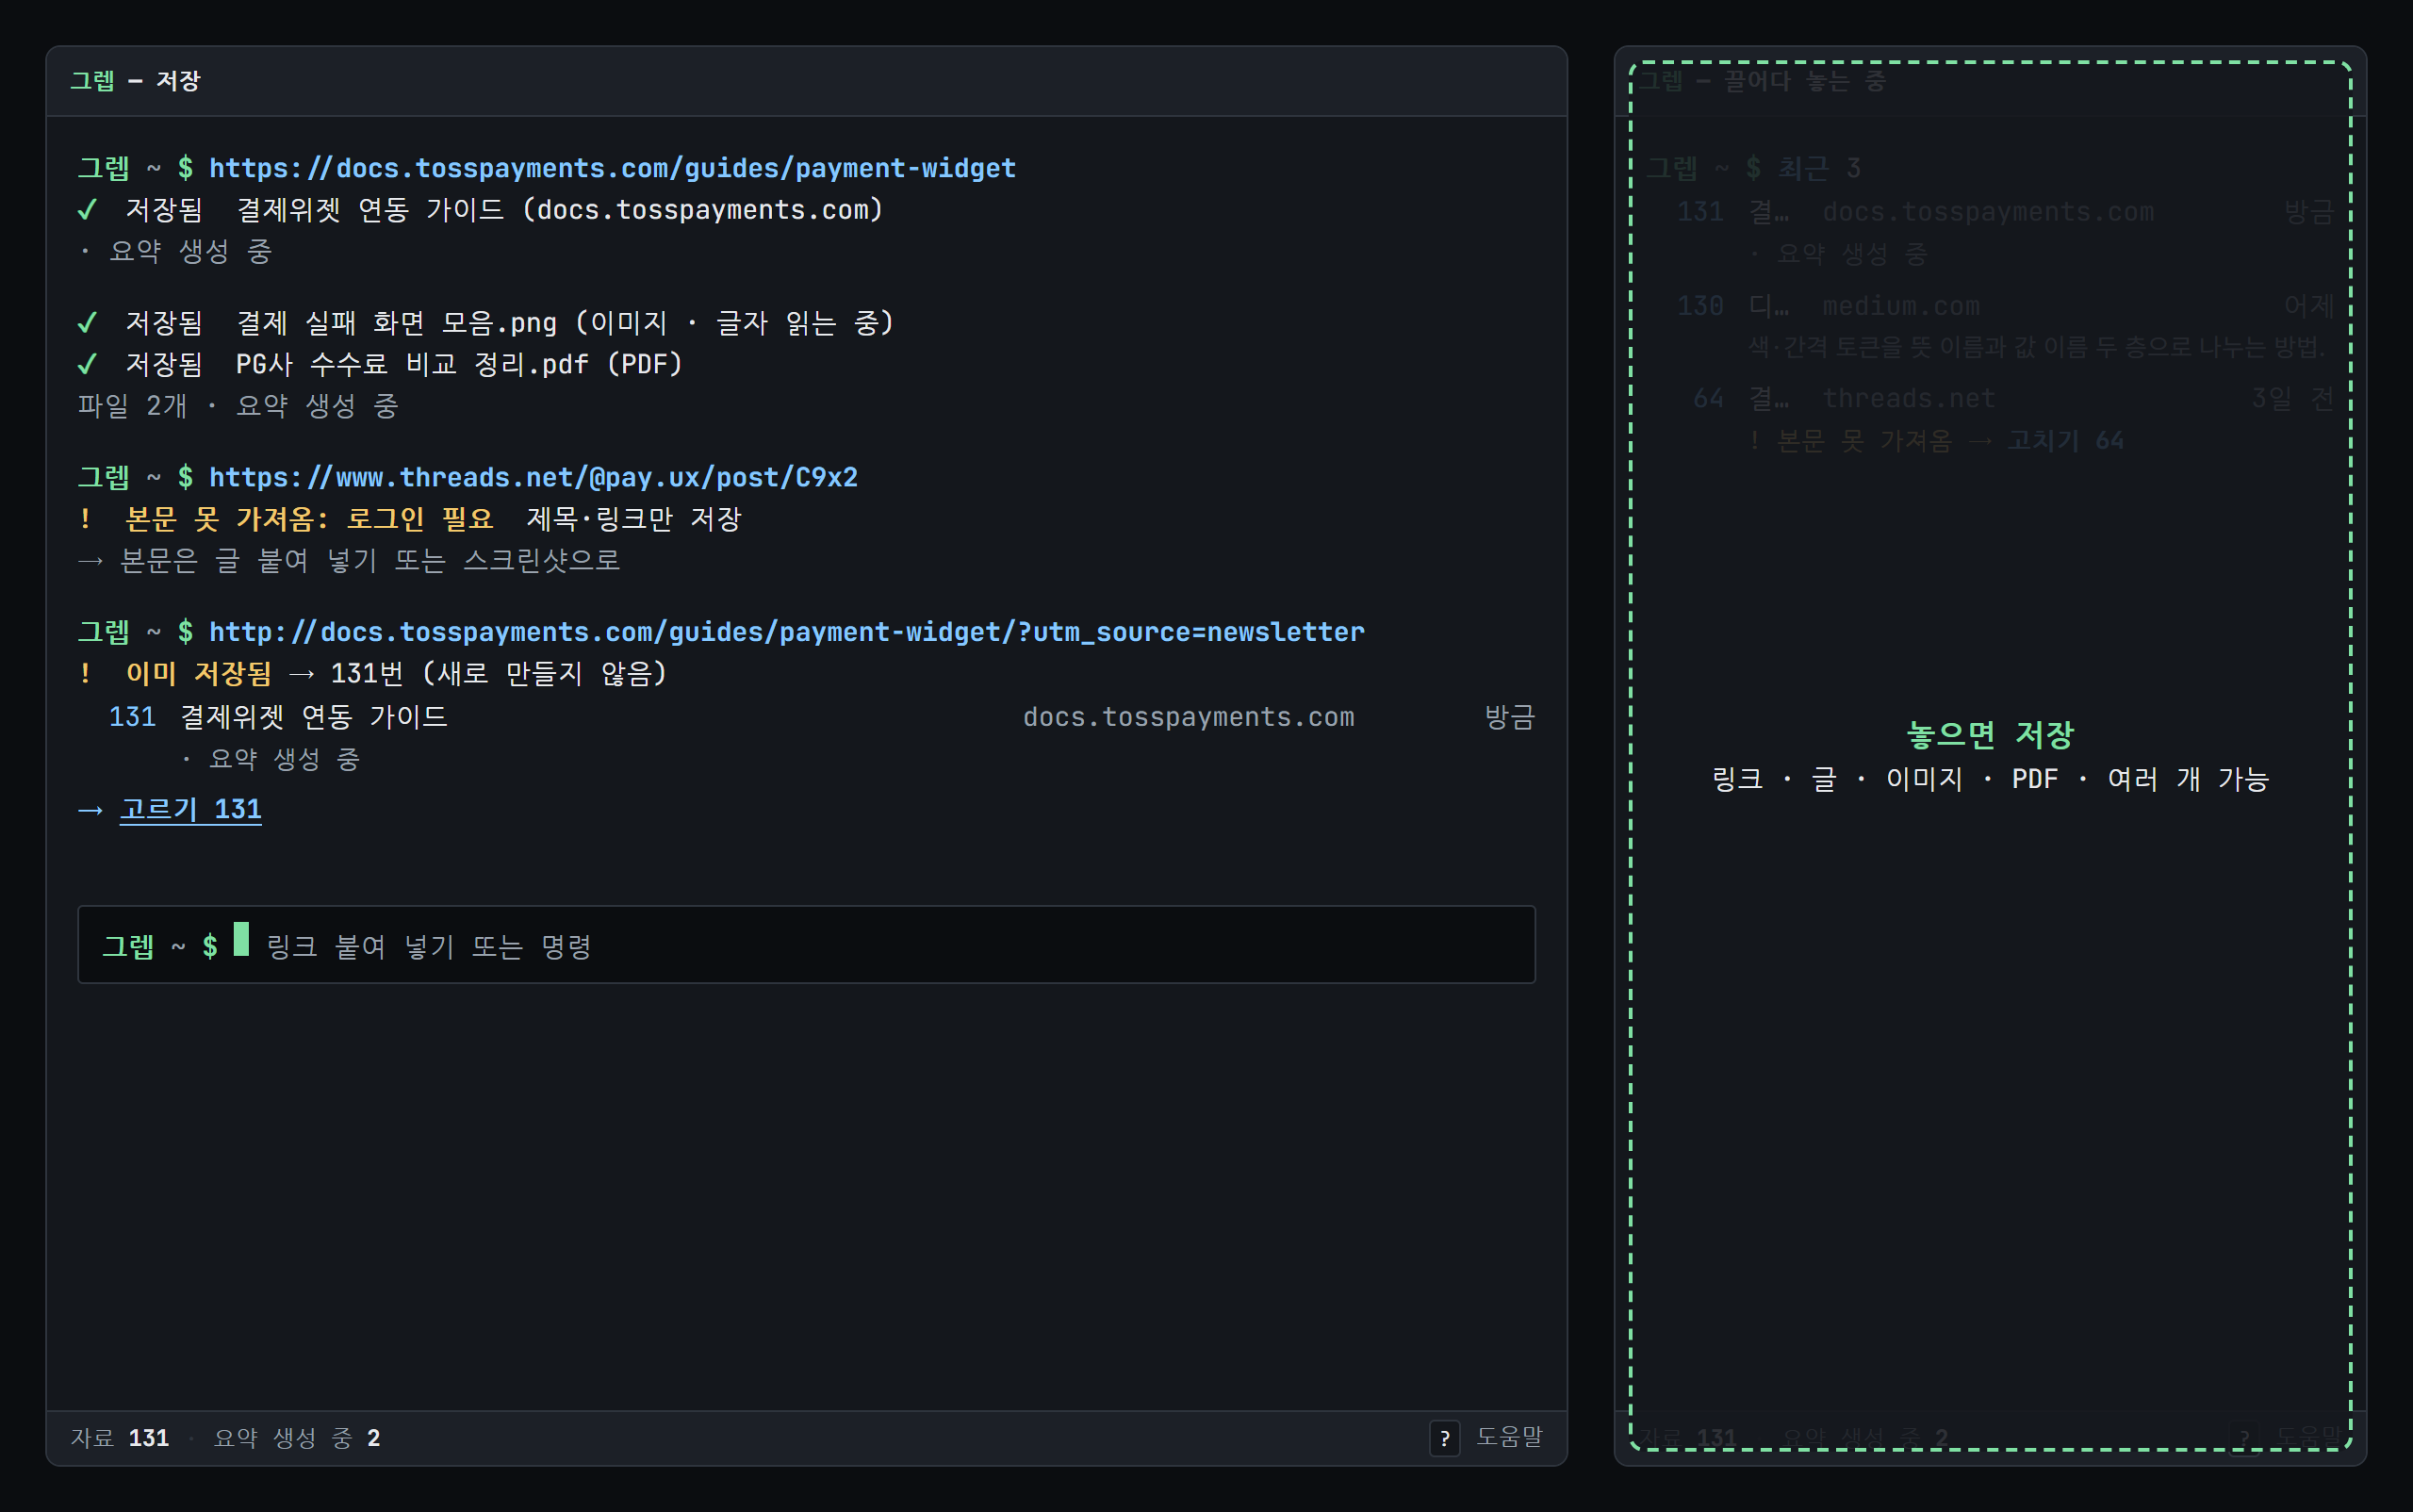 그렙 — 저장
그렙 ~ $ https://docs.tosspayments.com/guides/payment-widget
✓ 저장됨 결제위젯 연동 가이드 (docs.tosspayments.com)
· 요약 생성 중
✓ 저장됨 결제 실패 화면 모음.png (이미지 · 글자 읽는 중)
✓ 저장됨 PG사 수수료 비교 정리.pdf (PDF)
파일 2개 · 요약 생성 중
그렙 ~ $ https://www.threads.net/@pay.ux/post/C9x2
! 본문 못 가져옴: 로그인 필요 제목·링크만 저장
→ 본문은 글 붙여 넣기 또는 스크린샷으로
그렙 ~ $ http://docs.tosspayments.com/guides/payment-widget/?utm_source=newsletter
! 이미 저장됨 → 131번 (새로 만들지 않음)
131 결제위젯 연동 가이드 docs.tosspayments.com 방금
· 요약 생성 중
→ 고르기 131
그렙 ~ $ 링크 붙여 넣기 또는 명령
자료 131 · 요약 생성 중 2 ? 도움말
그렙 — 끌어다 놓는 중
그렙 ~ $ 최근 3
131 결… docs.tosspayments.com 방금
· 요약 생성 중
130 디… medium.com 어제
색·간격 토큰을 뜻 이름과 값 이름 두 층으로 나누는 방법.
64 결… threads.net 3일 전
! 본문 못 가져옴 → 고치기 64
놓으면 저장
링크 · 글 · 이미지 · PDF · 여러 개 가능
자료 131 요약 생성 중 2 ? 도움말